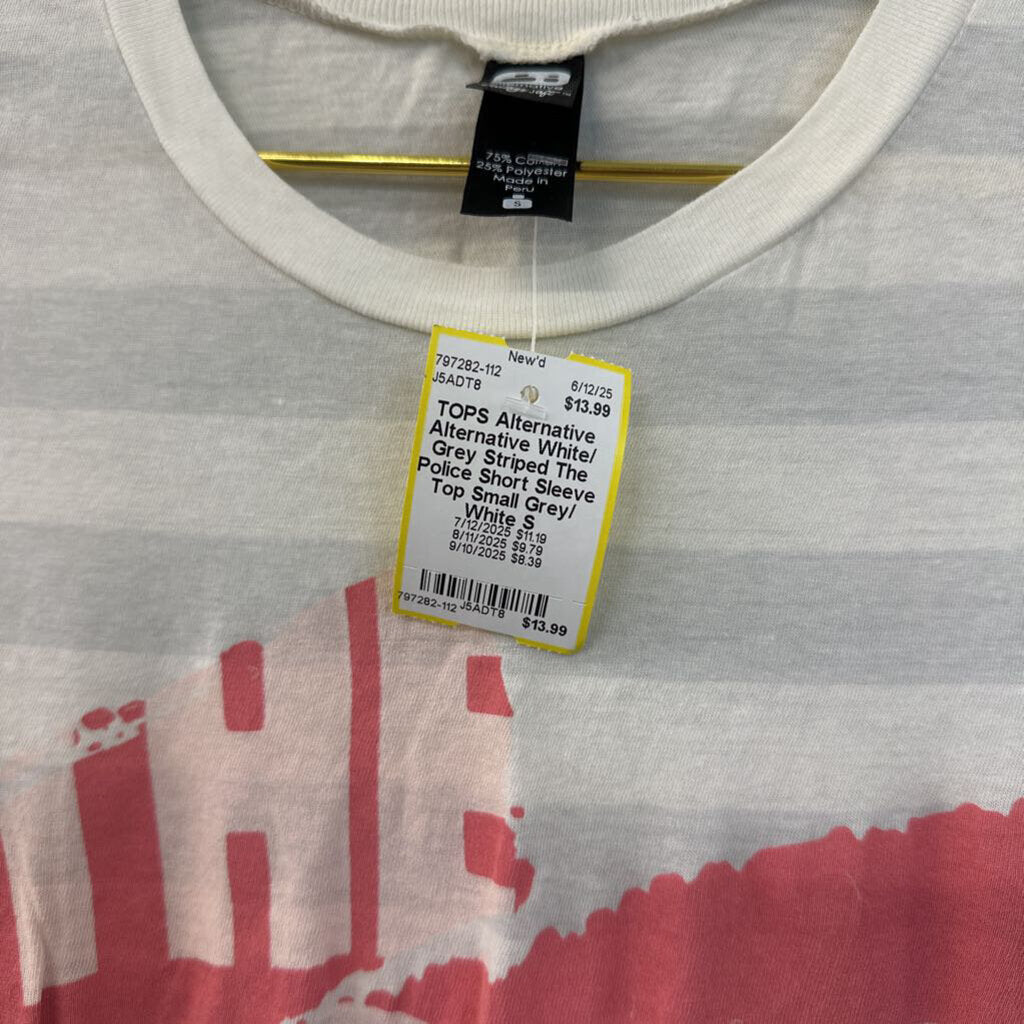 75% Cotton
25% Polyester
Made in
Peru
S
New'd
797282-112
J5ADT8
6/12/25
$13.99
TOPS Alternative
Alternative White/
Grey Striped The
Police Short Sleeve
Top Small Grey/
White S
7/12/2025 $11.19
8/11/2025 $9.79
9/10/2025 $8.39
797282-112 J5ADT8
$13.99
THE